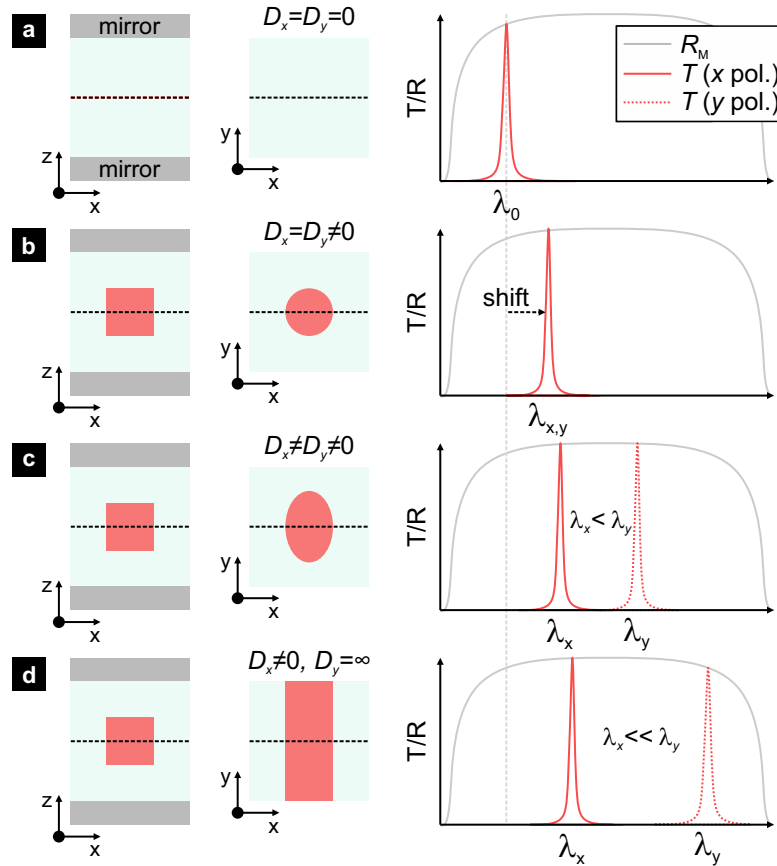 a
mirror
mirror
z
x
Dx=Dy=0
y
x
T/R
RM
T (x pol.)
T (y pol.)
λ0
b
z
x
Dx=Dy≠0
y
x
T/R
shift
λx,y
c
z
x
Dx≠Dy≠0
y
x
T/R
λx< λy
λx
λy
d
z
x
Dx≠0, Dy=∞
y
x
T/R
λx<< λy
λx
λy